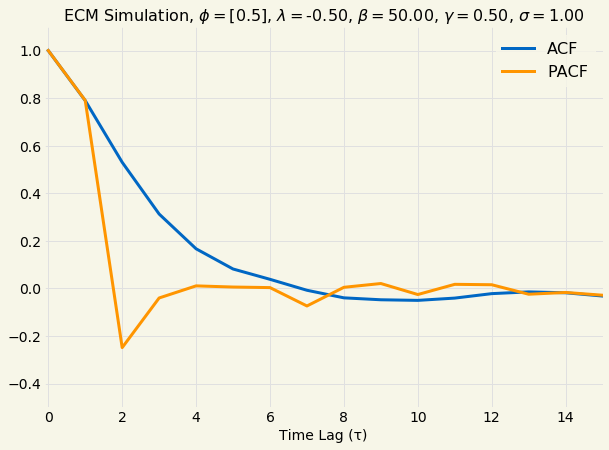 ECM Simulation, ϕ = [0.5], λ = -0.50, β = 50.00, γ = 0.50, σ = 1.00
ACF
PACF
1.0
0.8
0.6
0.4
0.2
0.0
−0.2
−0.4
0 2 4 6 8 10 12 14
Time Lag (τ)